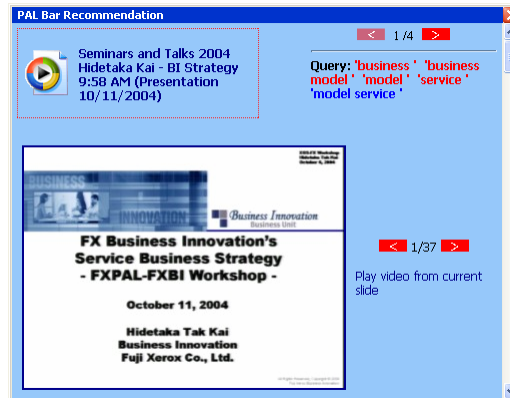 PAL Bar Recommendation
Seminars and Talks 2004
Hidetaka Kai - BI Strategy
9:58 AM (Presentation
10/11/2004)
< 1 /4 >
Query: 'business ' 'business
model ' 'model ' 'service '
'model service '
Hidetaka Tak Kai
October 11, 2004
BUSINESS
INNOVATION
Business Innovation
Business Unit
FX Business Innovation's
Service Business Strategy
- FXPAL-FXBI Workshop -
October 11, 2004
Hidetaka Tak Kai
Business Innovation
Fuji Xerox Co., Ltd.
< 1/37 >
Play video from current
slide